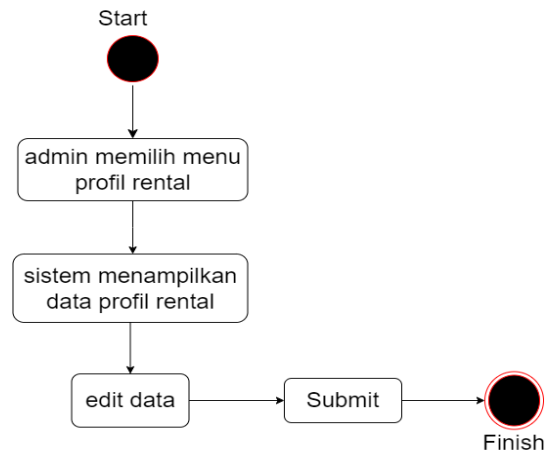 Start
admin memilih menu
profil rental
sistem menampilkan
data profil rental
edit data
Submit
Finish